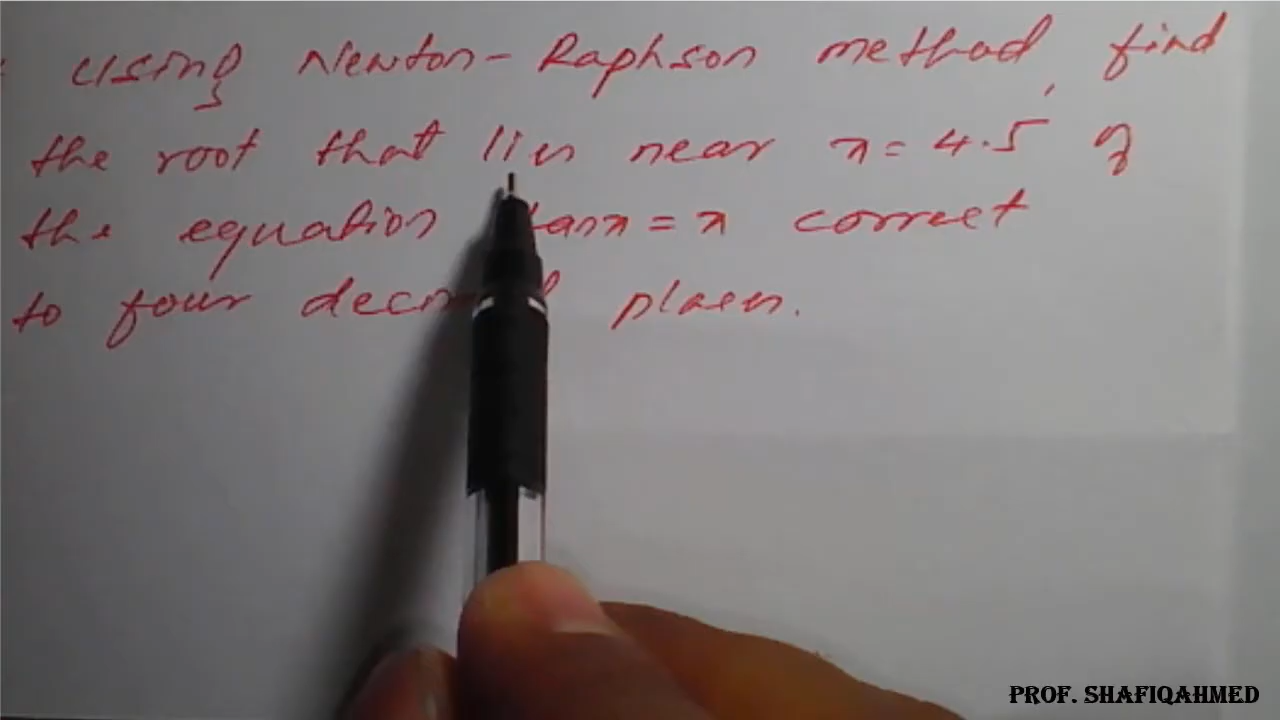 : Using Newton-Raphson method, find
the root that lies near x = 4.5 of
the equation tanx = x correct
to four places.
PROF. SHAFIQAHMED